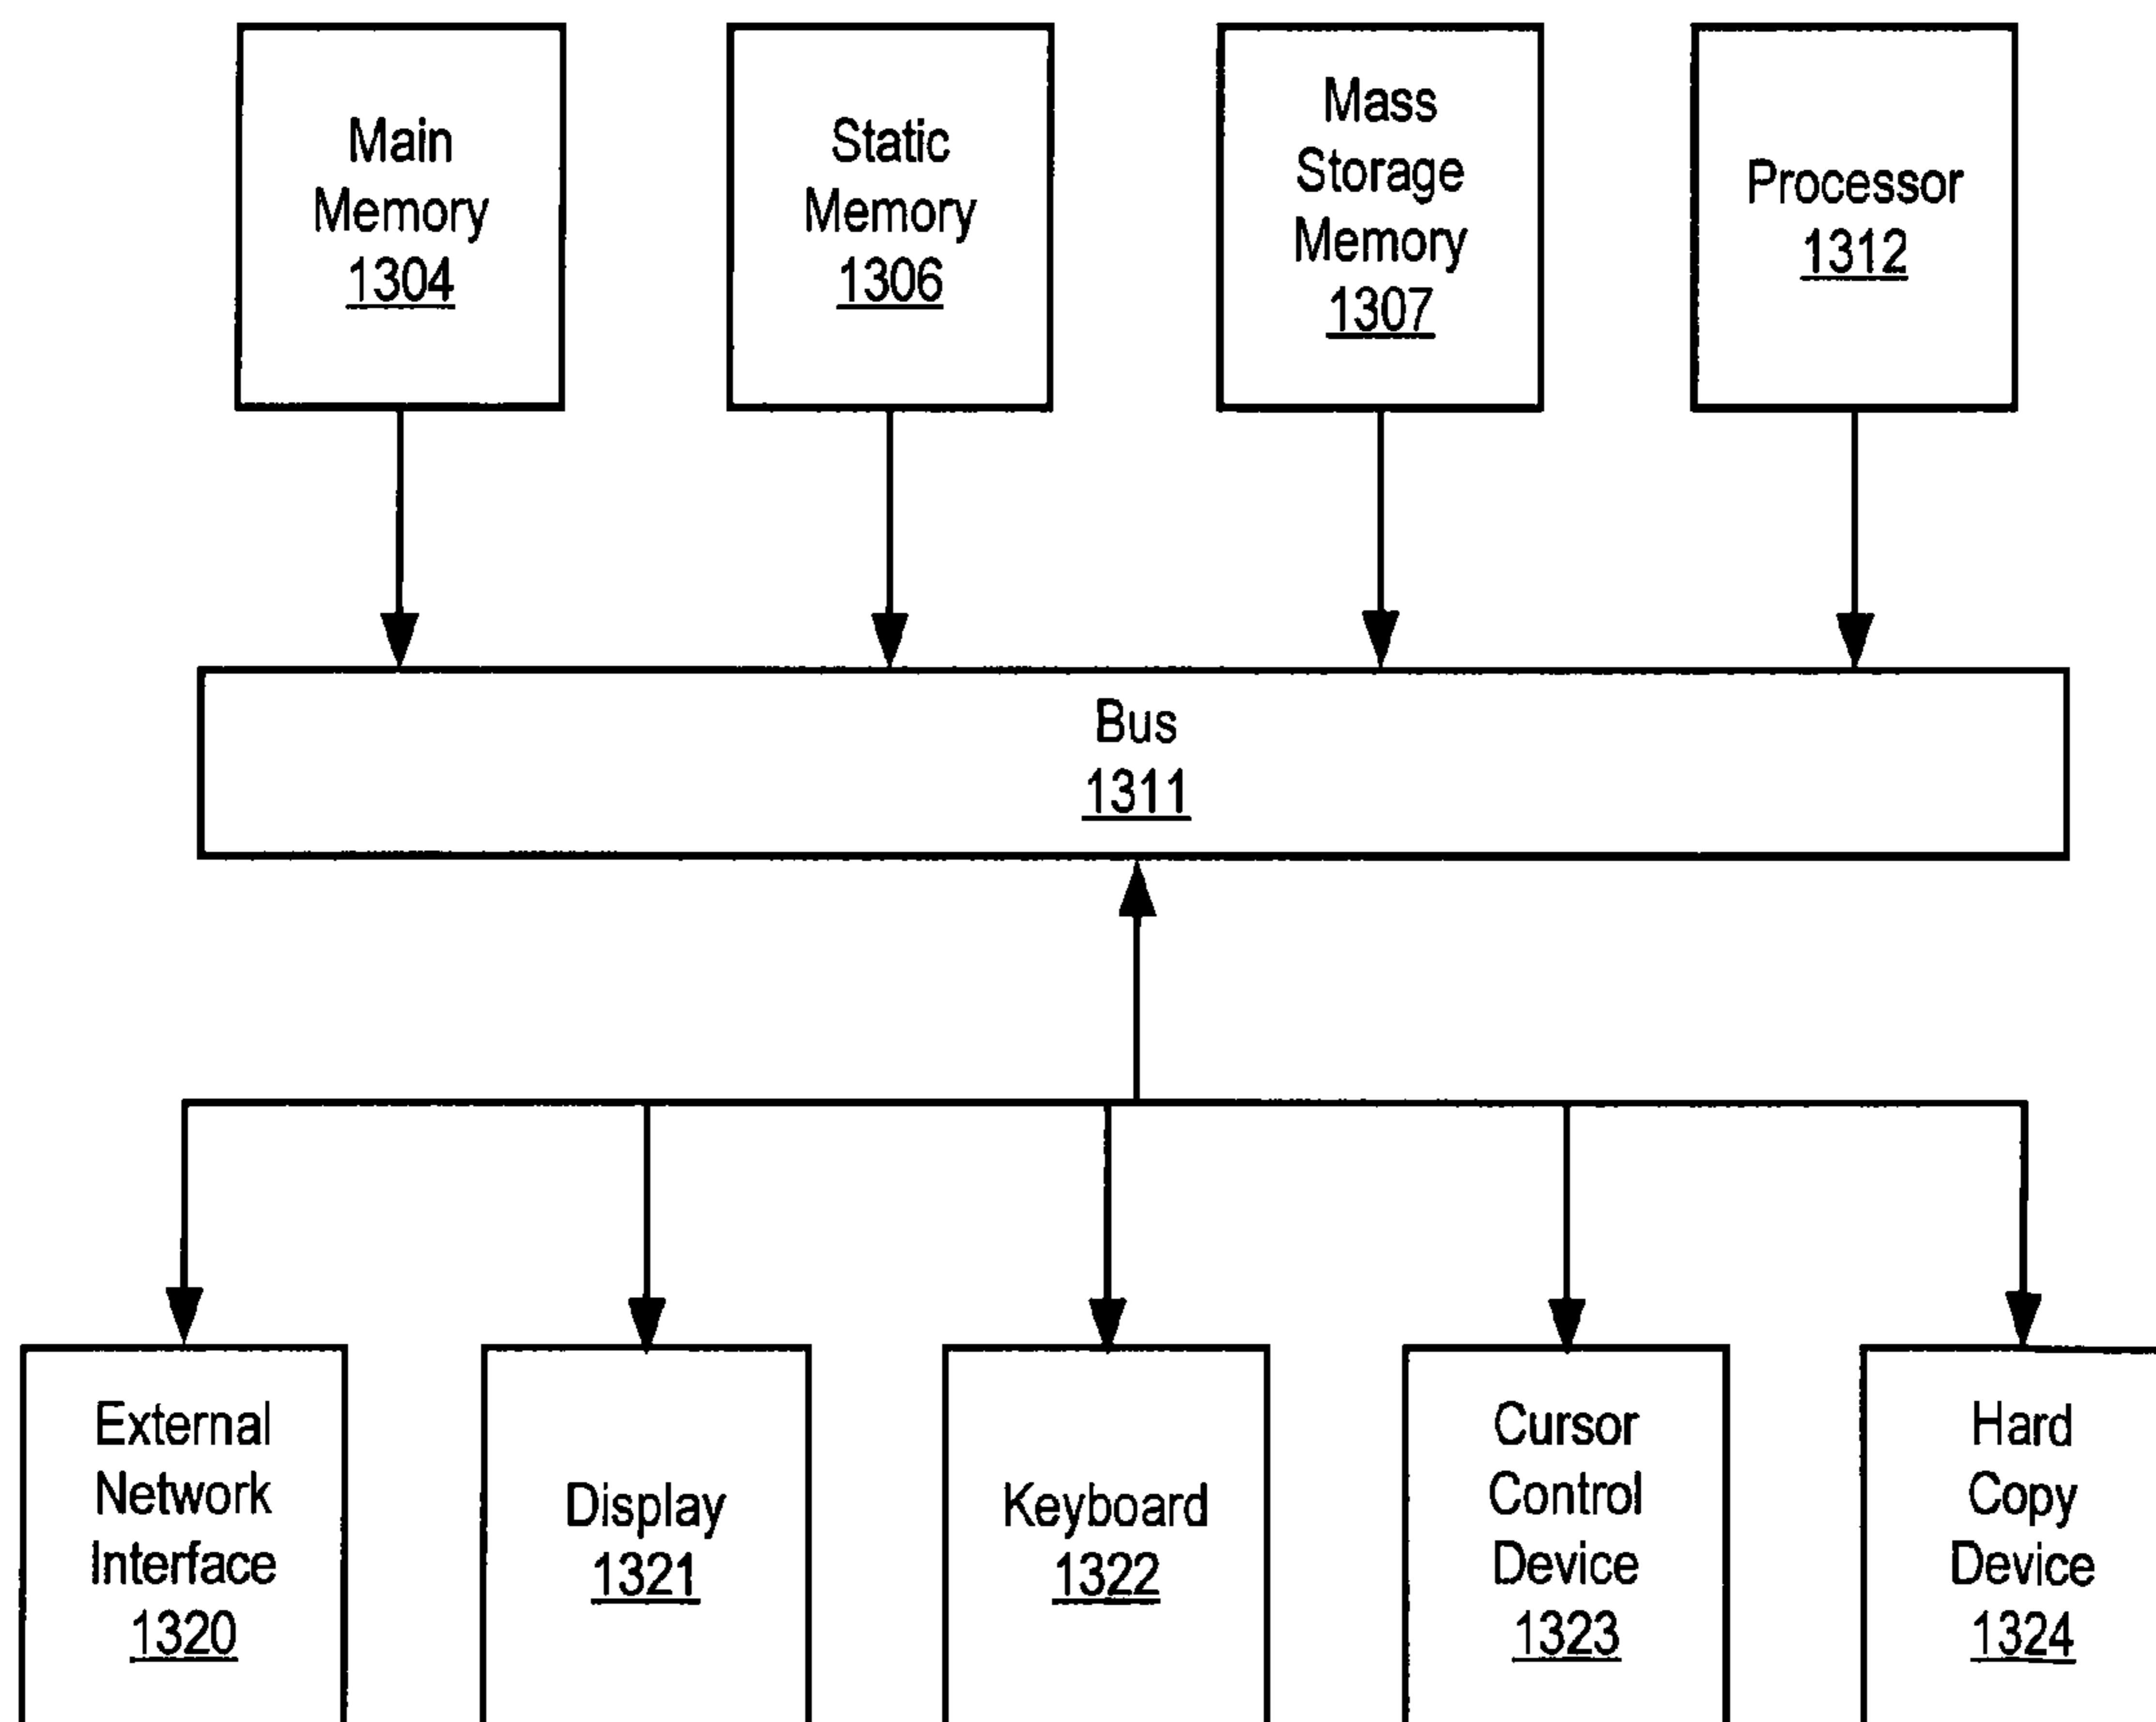 Main
Memory
1304
Static
Memory
1306
Mass
Storage
Memory
1307
Processor
1312
Bus
1311
External
Network
Interface
1320
Display
1321
Keyboard
1322
Cursor
Control
Device
1323
Hard
Copy
Device
1324